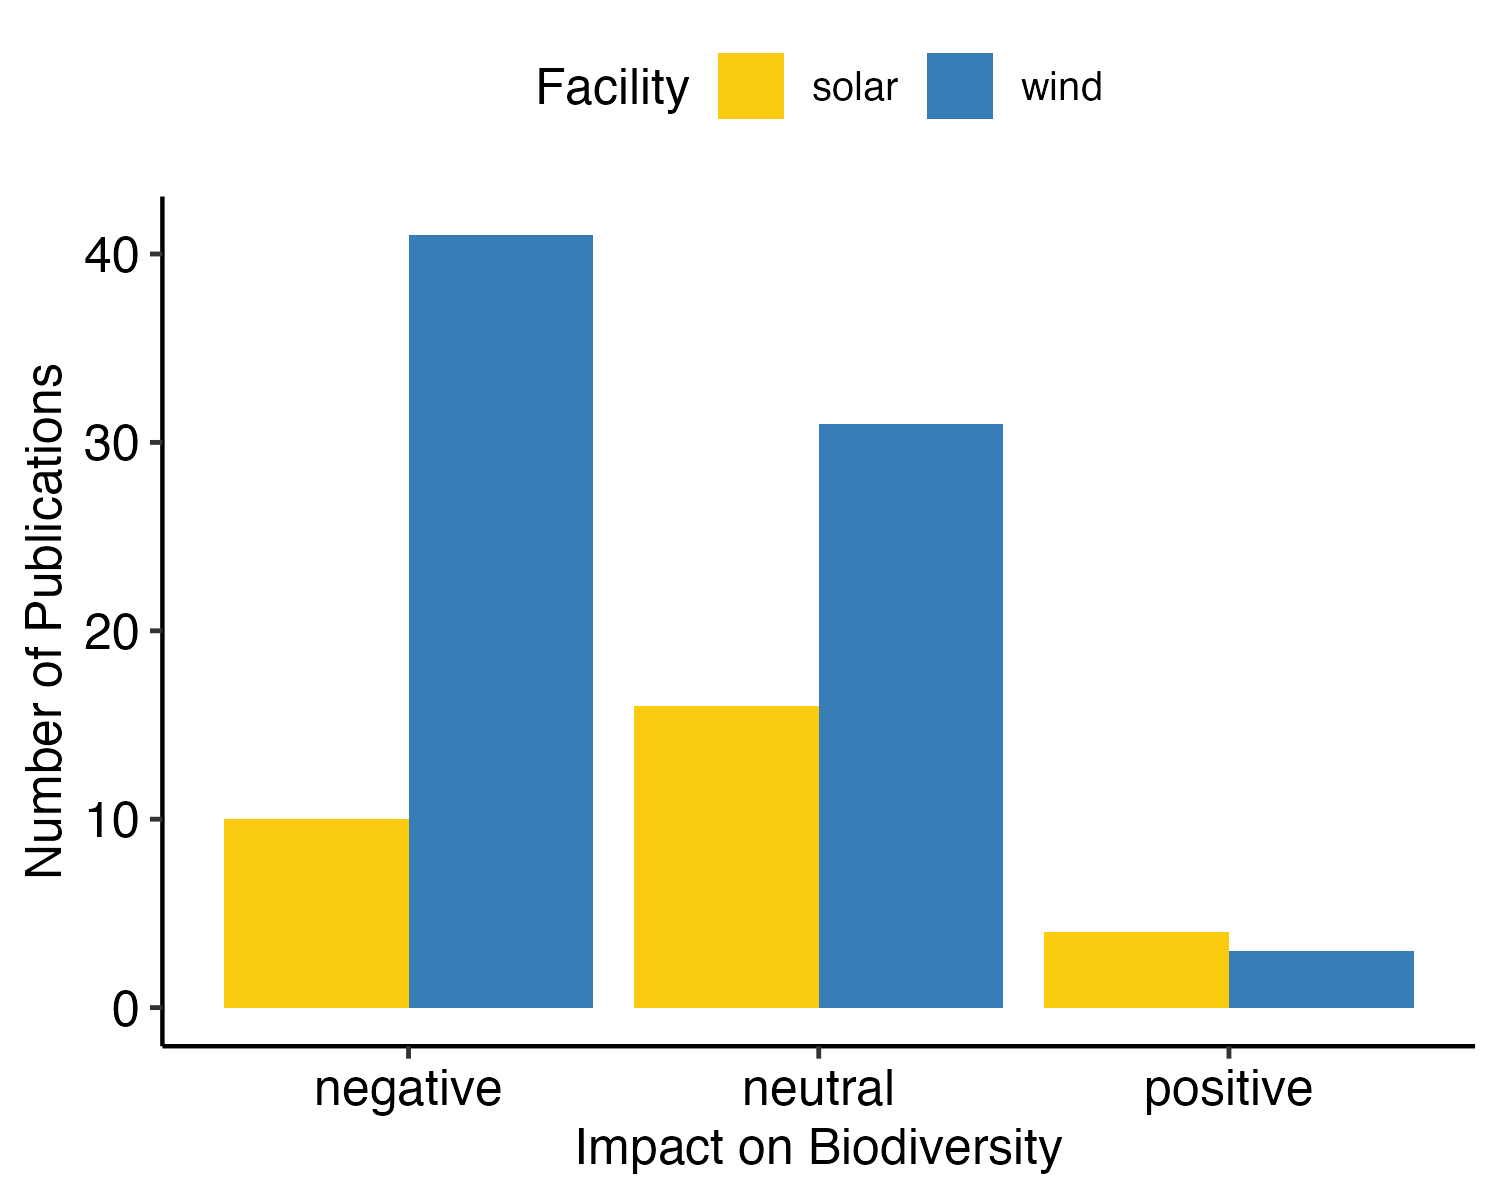 Facility solar wind
Number of Publications
40
30
20
10
0
negative neutral positive
Impact on Biodiversity